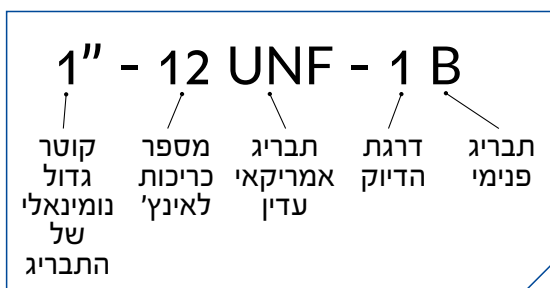 1" - 12 UNF - 1 B
קוטר
גדול
נומינאלי
של
התבריג
מספר
כריכות
לאינץ'
תבריג
אמריקאי
עדין
דרגת
הדיוק
תבריג
פנימי